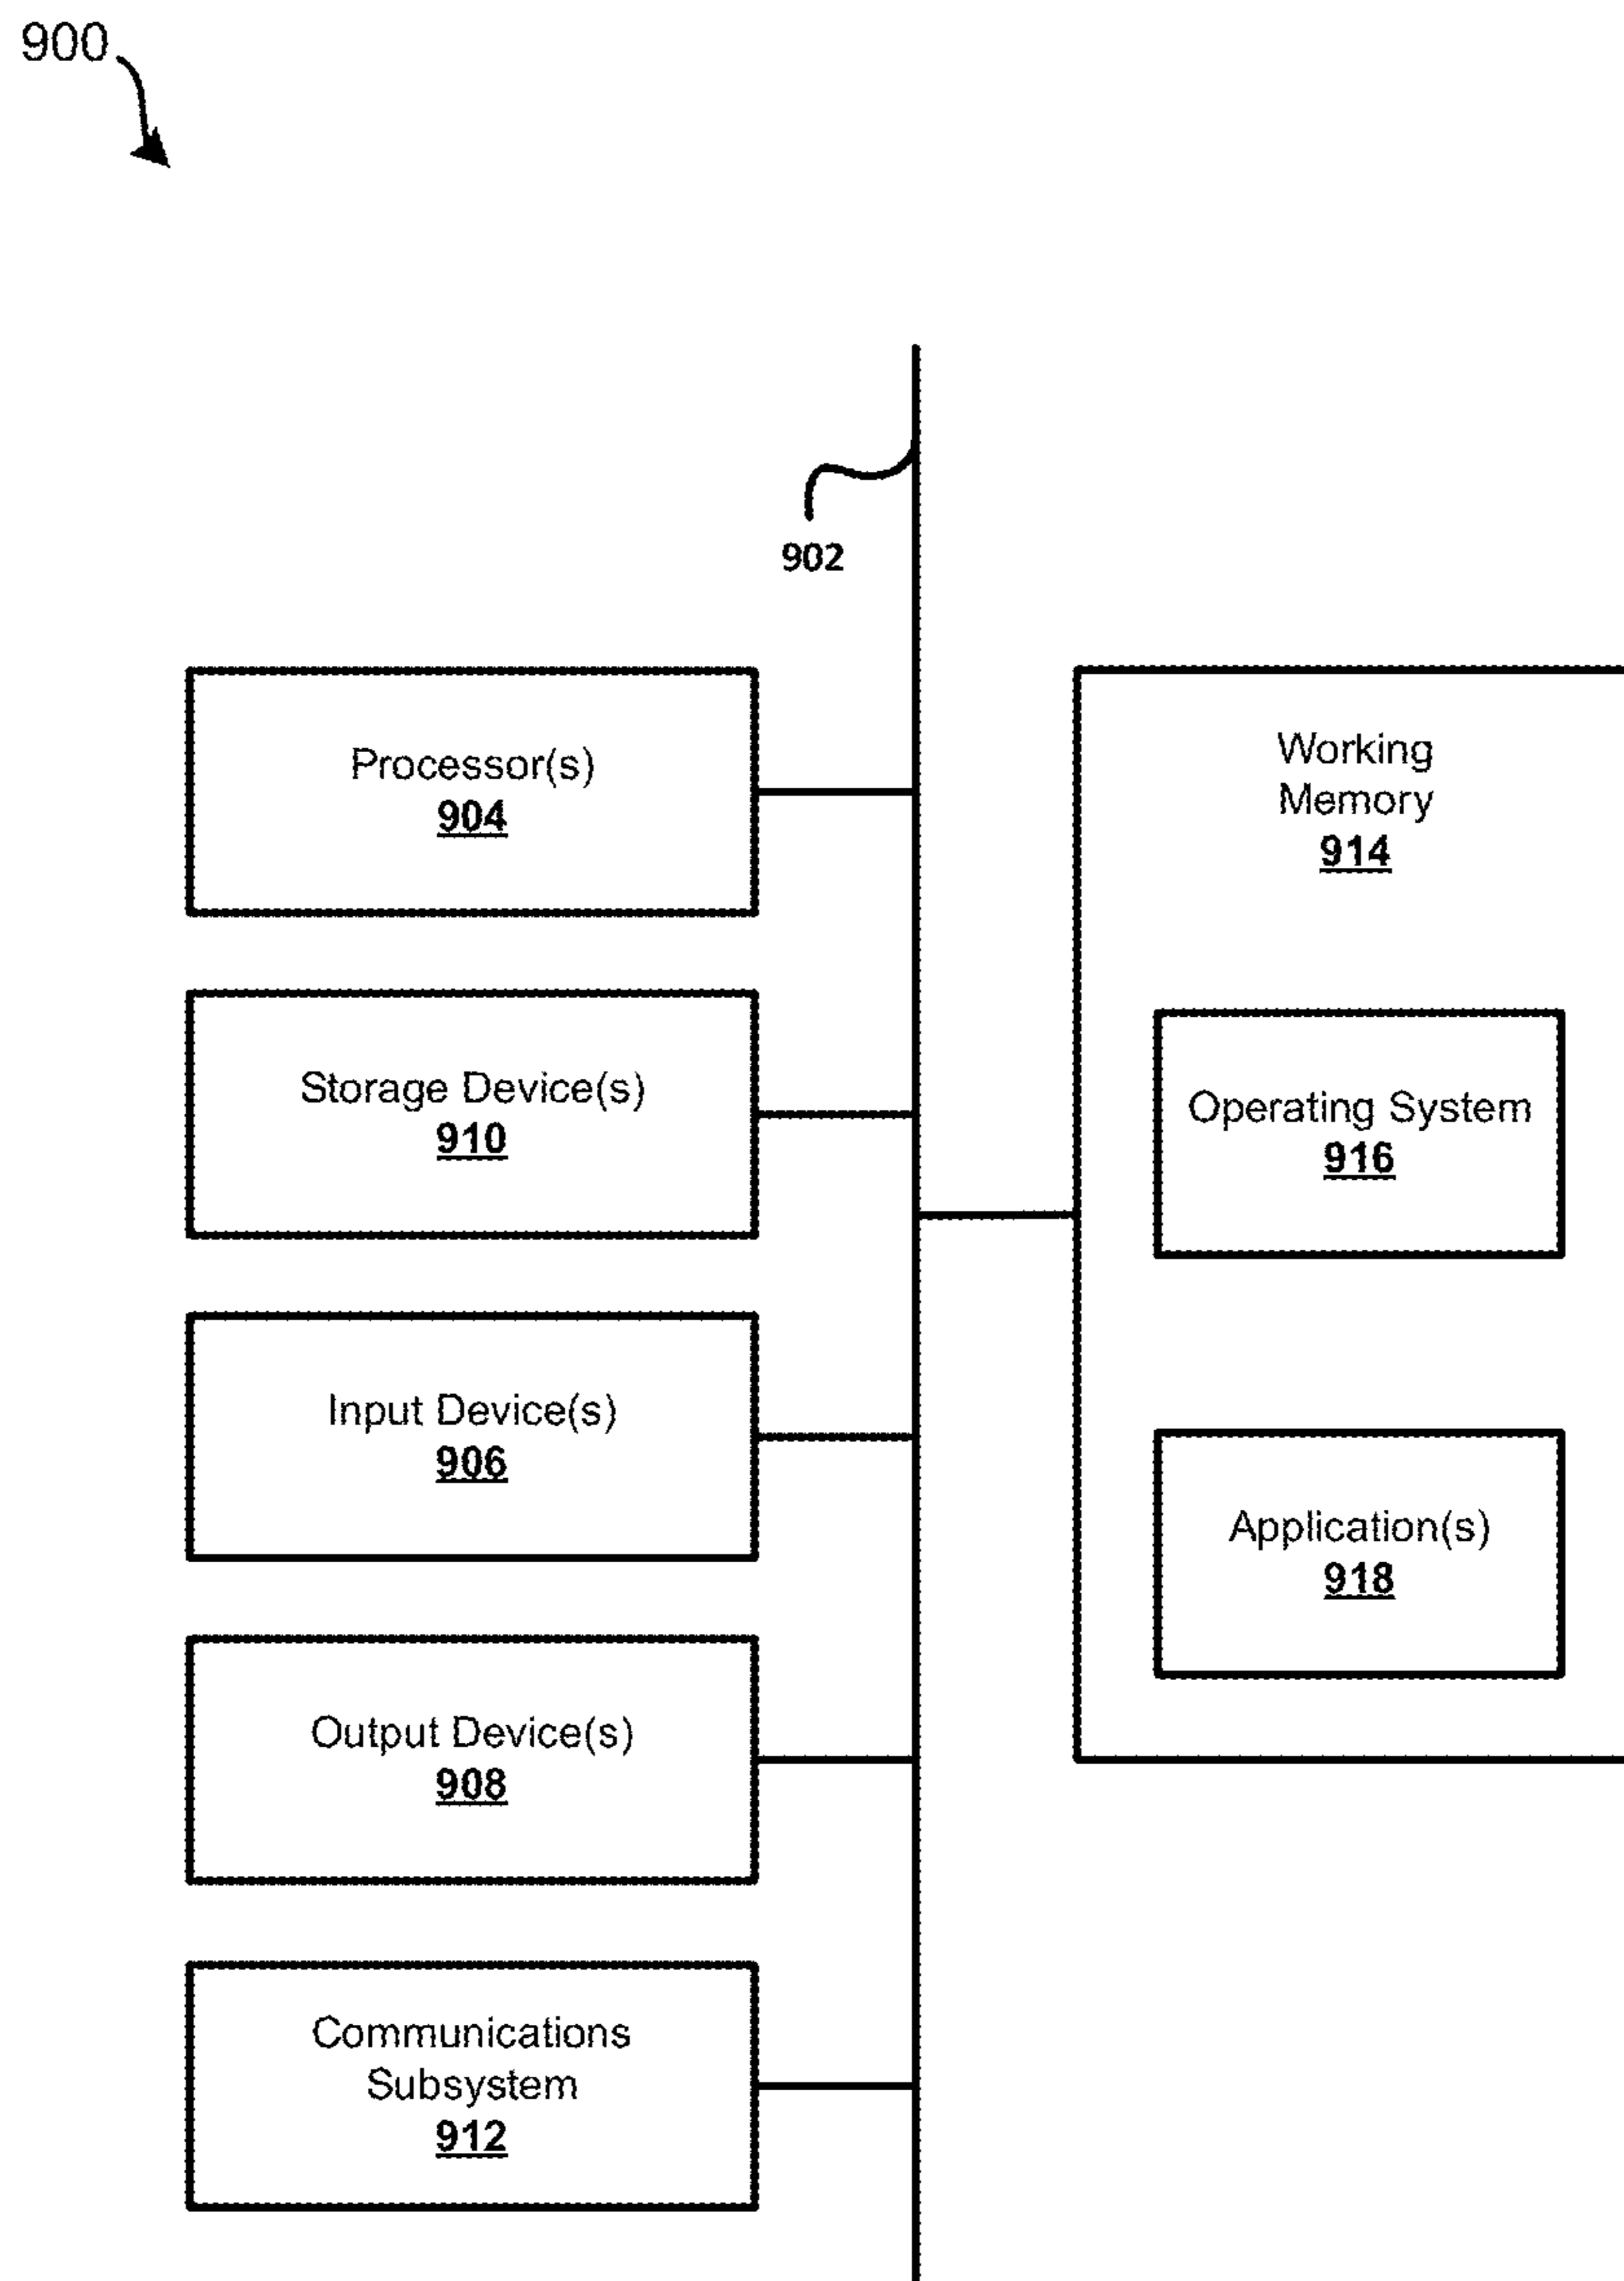 900
902
Processor(s)
904
Storage Device(s)
910
Input Device(s)
906
Output Device(s)
908
Communications
Subsystem
912
Working
Memory
914
Operating System
916
Application(s)
918